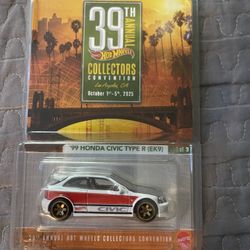 39TH
ANNUAL
Hot Wheels
COLLECTORS
CONVENTION
Los Angeles, CA
October 1st-5th, 2025
'99 HONDA CIVIC TYPE R (EK9)
CIVIC
39TH ANNUAL HOT WHEELS COLLECTORS CONVENTION